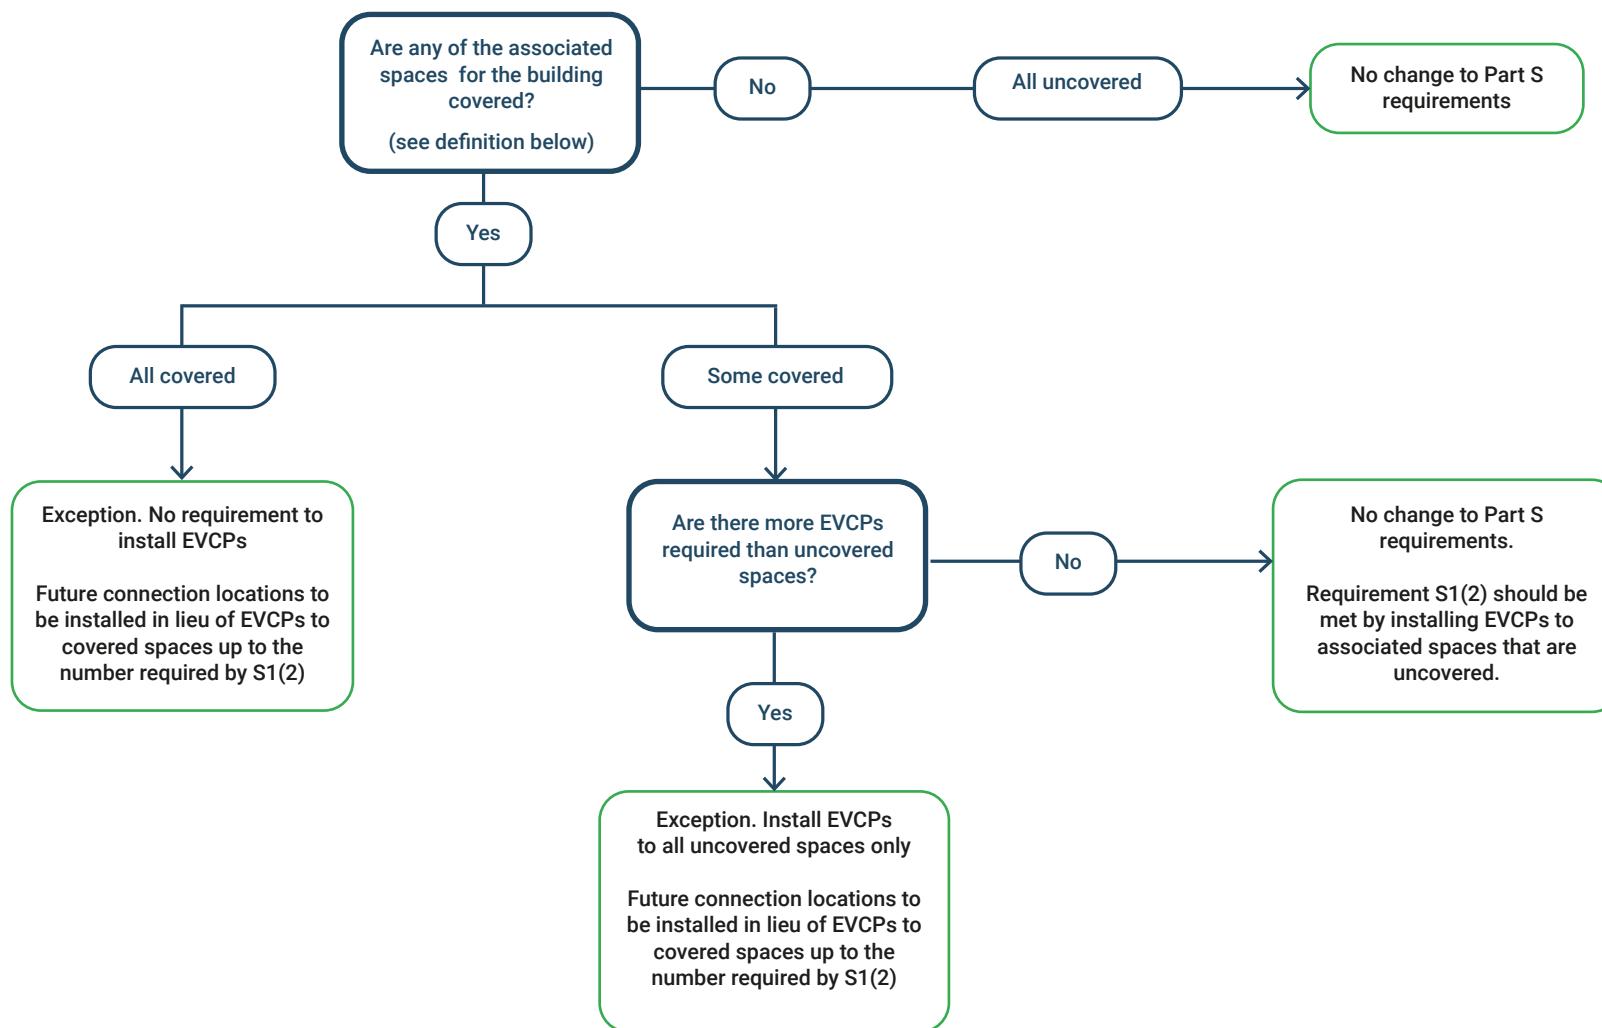 Are any of the associated
spaces for the building
covered?
(see definition below)
No
All uncovered
No change to Part S
requirements
Yes
All covered
Some covered
Exception. No requirement to
install EVCPs
Future connection locations to
be installed in lieu of EVCPs to
covered spaces up to the
number required by S1(2)
Are there more EVCPs
required than uncovered
spaces?
No
No change to Part S
requirements.
Requirement S1(2) should be
met by installing EVCPs to
associated spaces that are
uncovered.
Yes
Exception. Install EVCPs
to all uncovered spaces only
Future connection locations to
be installed in lieu of EVCPs to
covered spaces up to the
number required by S1(2)